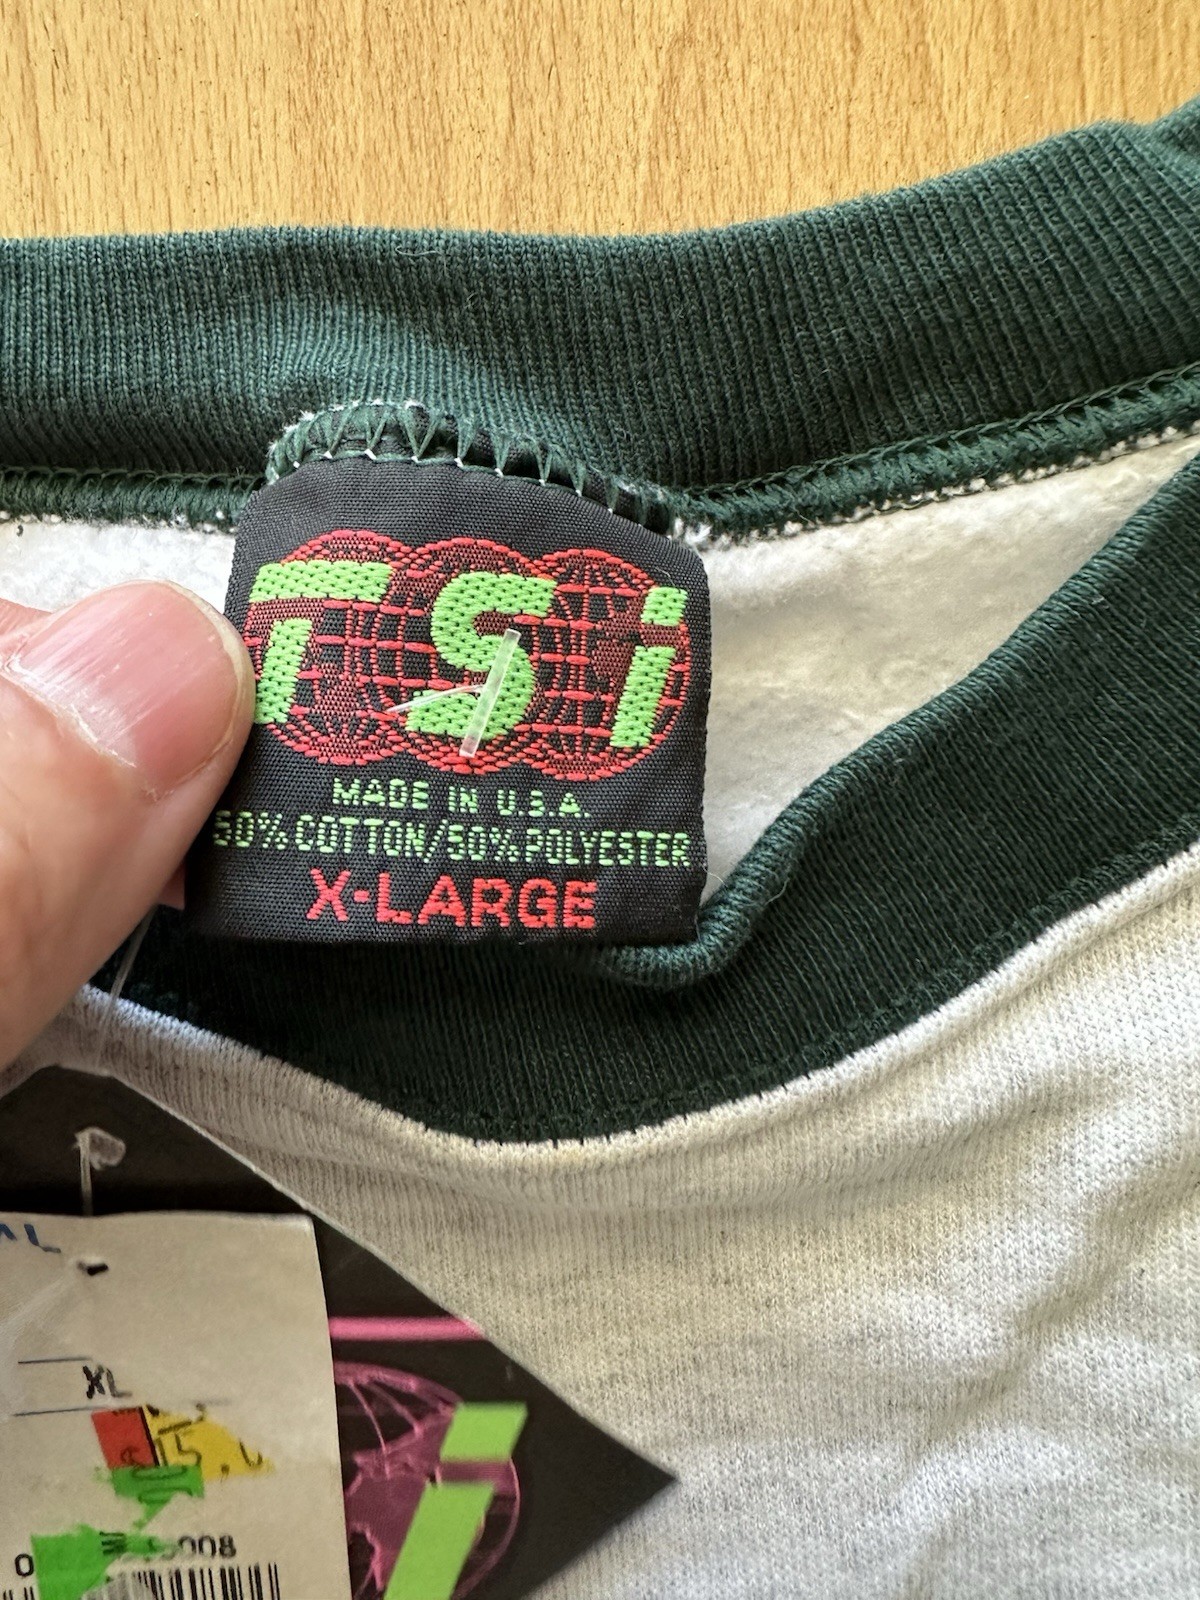 TSi
MADE IN U.S.A.
50% COTTON/50% POLYESTER
X-LARGE
XL
i